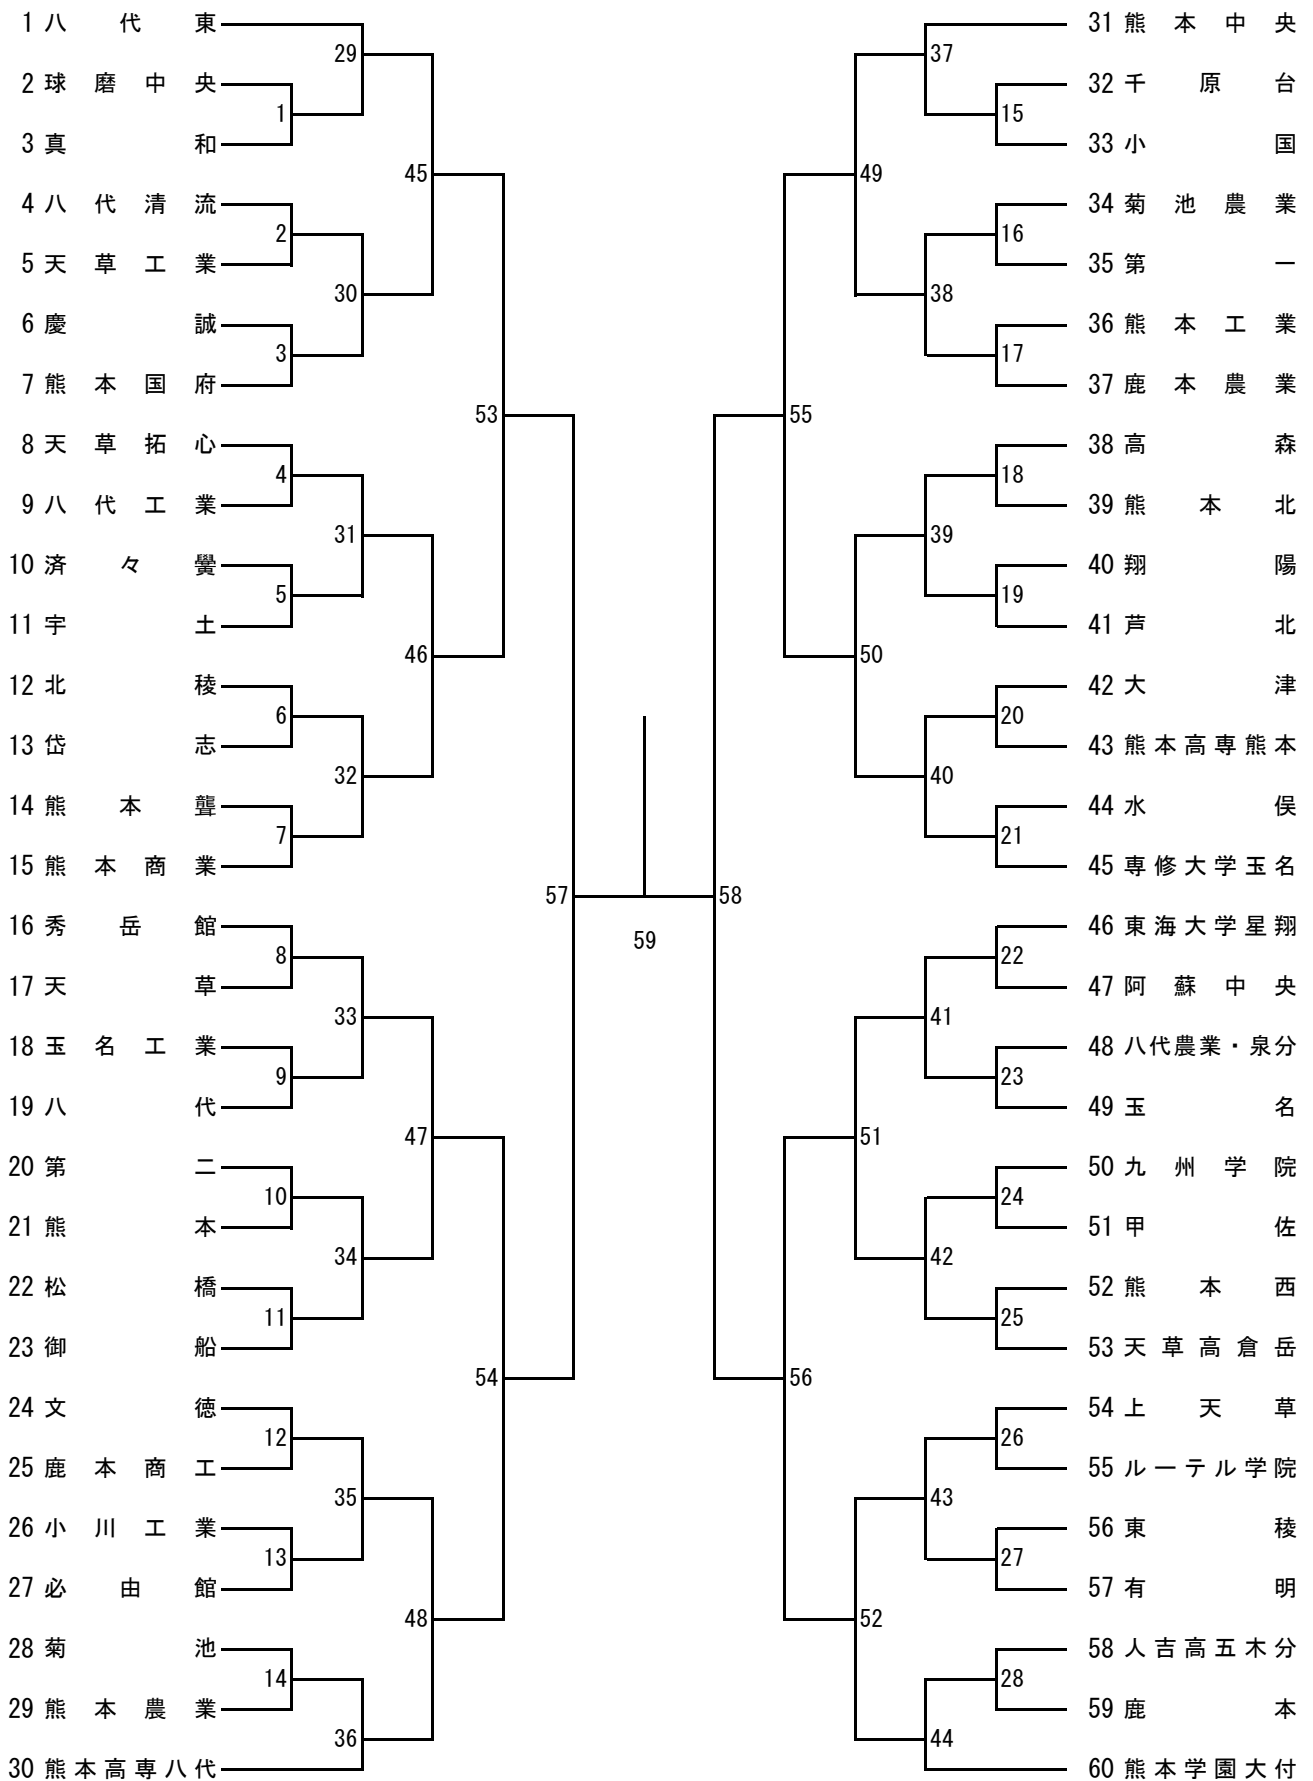 1 八代東
29
2 球磨中央
1
3 真和
45
4 八代清流
2
5 天草工業
30
6 慶誠
3
7 熊本国府
53
8 天草拓心
4
9 八代工業
31
10 済々黌
5
11 宇土
46
12 北稜
6
13 岱志
32
14 熊本聾
7
15 熊本商業
57
16 秀岳館
8
17 天草
33
18 玉名工業
9
19 八代
47
20 第二
10
21 熊本
34
22 松橋
11
23 御船
54
24 文徳
12
25 鹿本商工
35
26 小川工業
13
27 必由館
48
28 菊池
14
29 熊本農業
36
30 熊本高専八代
59
31 熊本中央
37
32 千原台
15
33 小国
49
34 菊池農業
16
35 第一
38
36 熊本工業
17
37 鹿本農業
55
38 高森
18
39 熊本北
39
40 翔陽
19
41 芦北
50
42 大津
20
43 熊本高専熊本
40
44 水俣
21
45 専修大学玉名
58
46 東海大学星翔
22
47 阿蘇中央
41
48 八代農業・泉分
23
49 玉名
51
50 九州学院
24
51 甲佐
42
52 熊本西
25
53 天草高倉岳
56
54 上天草
26
55 ルーテル学院
43
56 東稜
27
57 有明
52
58 人吉高五木分
28
59 鹿本
44
60 熊本学園大付